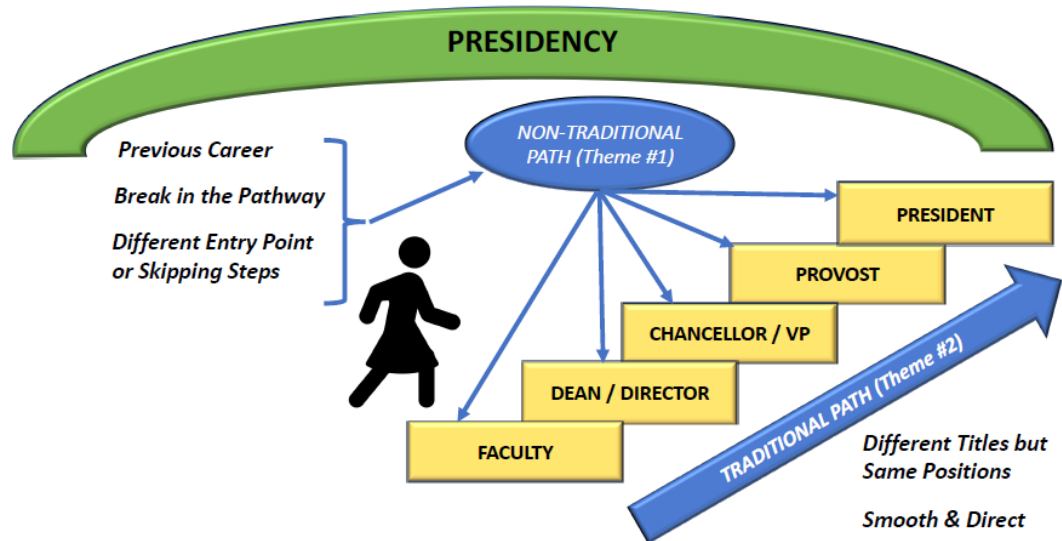 PRESIDENCY
NON-TRADITIONAL
PATH (Theme #1)
Previous Career
Break in the Pathway
Different Entry Point
or Skipping Steps
PRESIDENT
PROVOST
CHANCELLOR / VP
DEAN / DIRECTOR
FACULTY
TRADITIONAL PATH (Theme #2)
Different Titles but
Same Positions
Smooth & Direct